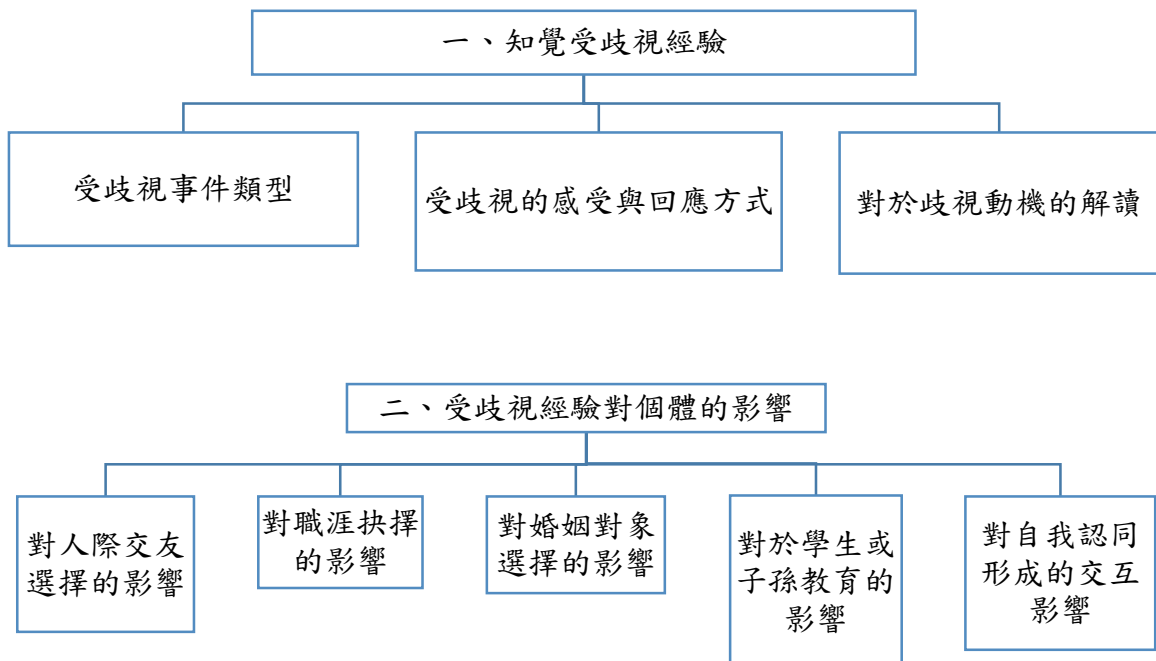 一、知覺受歧視經驗
受歧視事件類型
受歧視的感受與回應方式
對於歧視動機的解讀
二、受歧視經驗對個體的影響
對人際交友
選擇的影響
對職涯抉擇
的影響
對婚姻對象
選擇的影響
對於學生或
子孫教育的
影響
對自我認同
形成的交互
影響